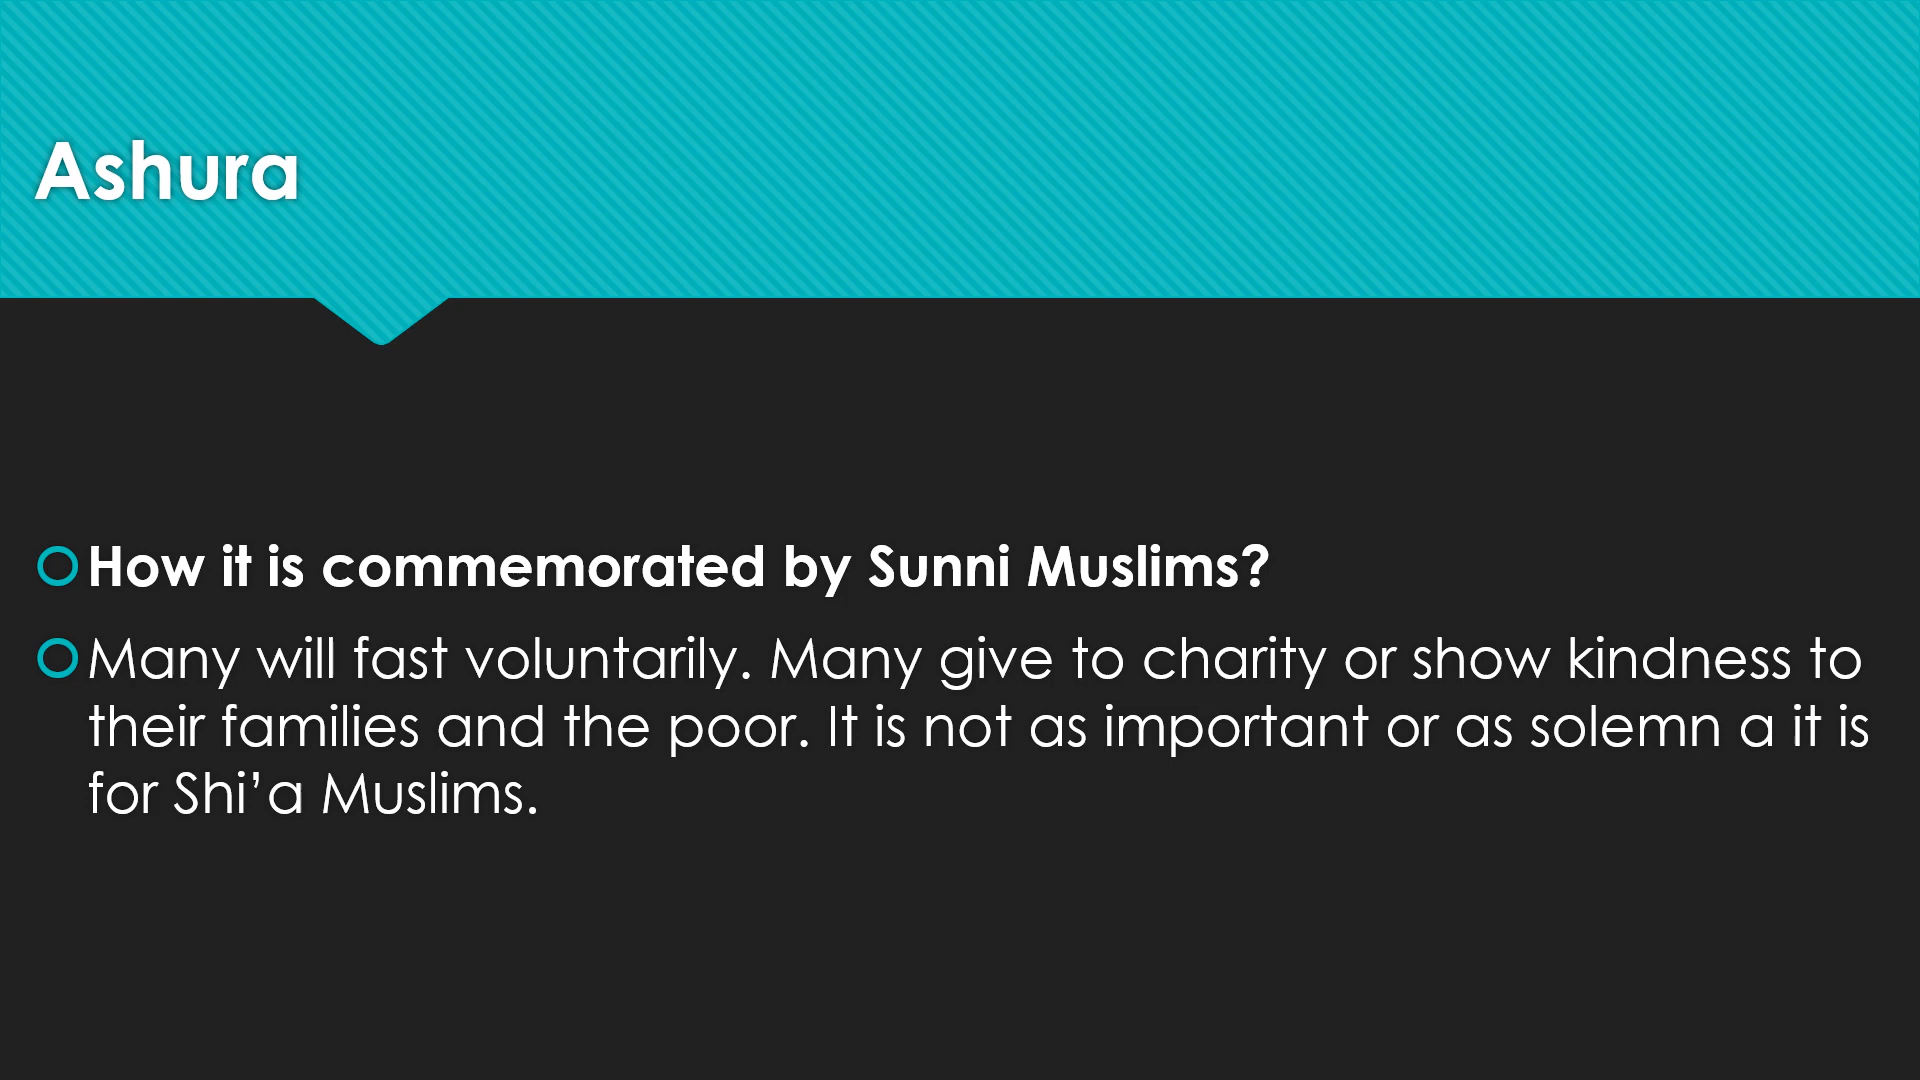 Ashura
How it is commemorated by Sunni Muslims?
Many will fast voluntarily. Many give to charity or show kindness to
their families and the poor. It is not as important or as solemn a it is
for Shi’a Muslims.